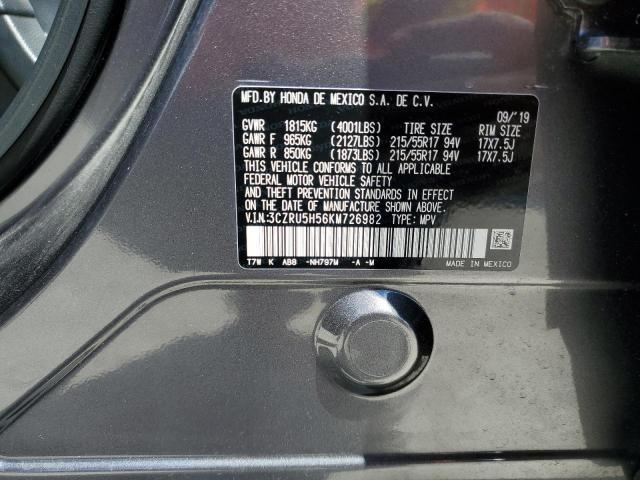 MFD.BY HONDA DE MEXICO S.A. DE C.V.
09/'19
GVWR 1815KG (4001LBS) TIRE SIZE RIM SIZE
GAWR F 965KG (2127LBS) 215/55R17 94V 17X7.5J
GAWR R 850KG (1873LBS) 215/55R17 94V 17X7.5J
THIS VEHICLE CONFORMS TO ALL APPLICABLE
FEDERAL MOTOR VEHICLE SAFETY
AND THEFT PREVENTION STANDARDS IN EFFECT
ON THE DATE OF MANUFACTURE SHOWN ABOVE.
V.I.N:3CZRU5H56KM726982 TYPE: MPV
T7W K AB8 -NH797M -A -M
MADE IN MEXICO